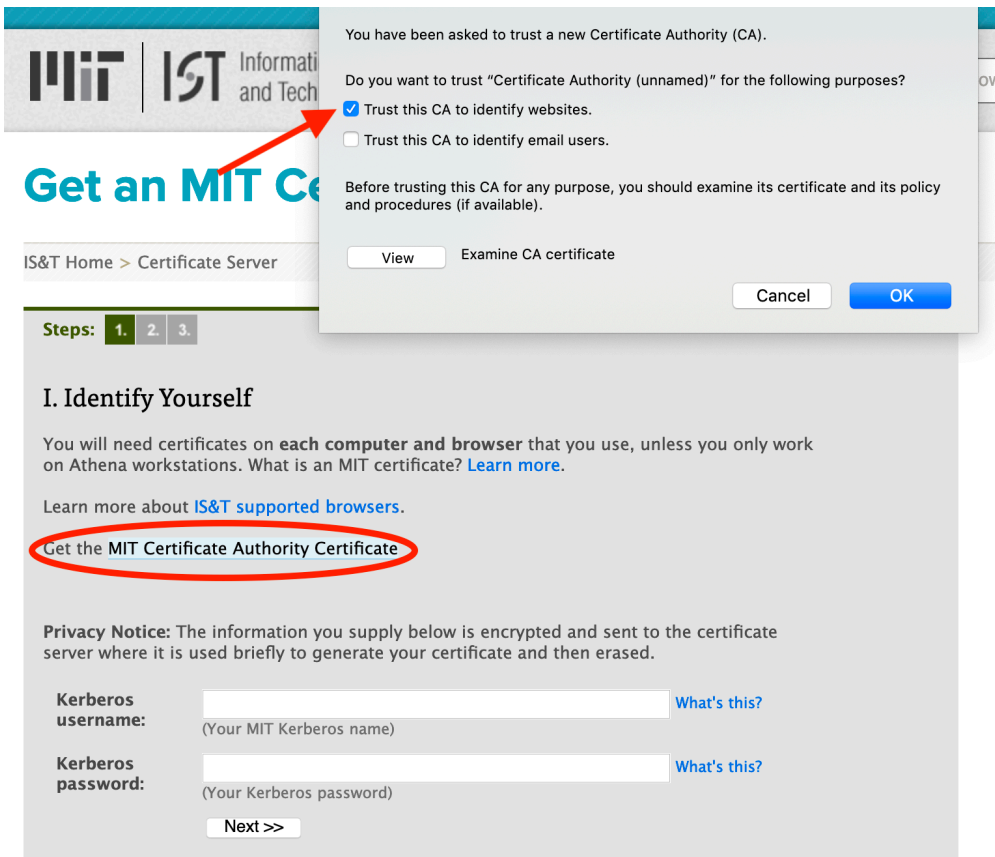 You have been asked to trust a new Certificate Authority (CA).
Do you want to trust “Certificate Authority (unnamed)” for the following purposes?
Trust this CA to identify websites.
Trust this CA to identify email users.
Before trusting this CA for any purpose, you should examine its certificate and its policy
and procedures (if available).
View Examine CA certificate
Cancel OK
MIT IST
and Tech
Get an MIT
IS&T Home > Certificate Server
Steps: 1. 2. 3.
I. Identify Yourself
You will need certificates on each computer and browser that you use, unless you only work
on Athena workstations. What is an MIT certificate? Learn more.
Learn more about IS&T supported browsers.
Get the MIT Certificate Authority Certificate
Privacy Notice: The information you supply below is encrypted and sent to the certificate
server where it is used briefly to generate your certificate and then erased.
Kerberos
username:
What's this?
(Your MIT Kerberos name)
Kerberos
password:
What's this?
(Your Kerberos password)
Next >>